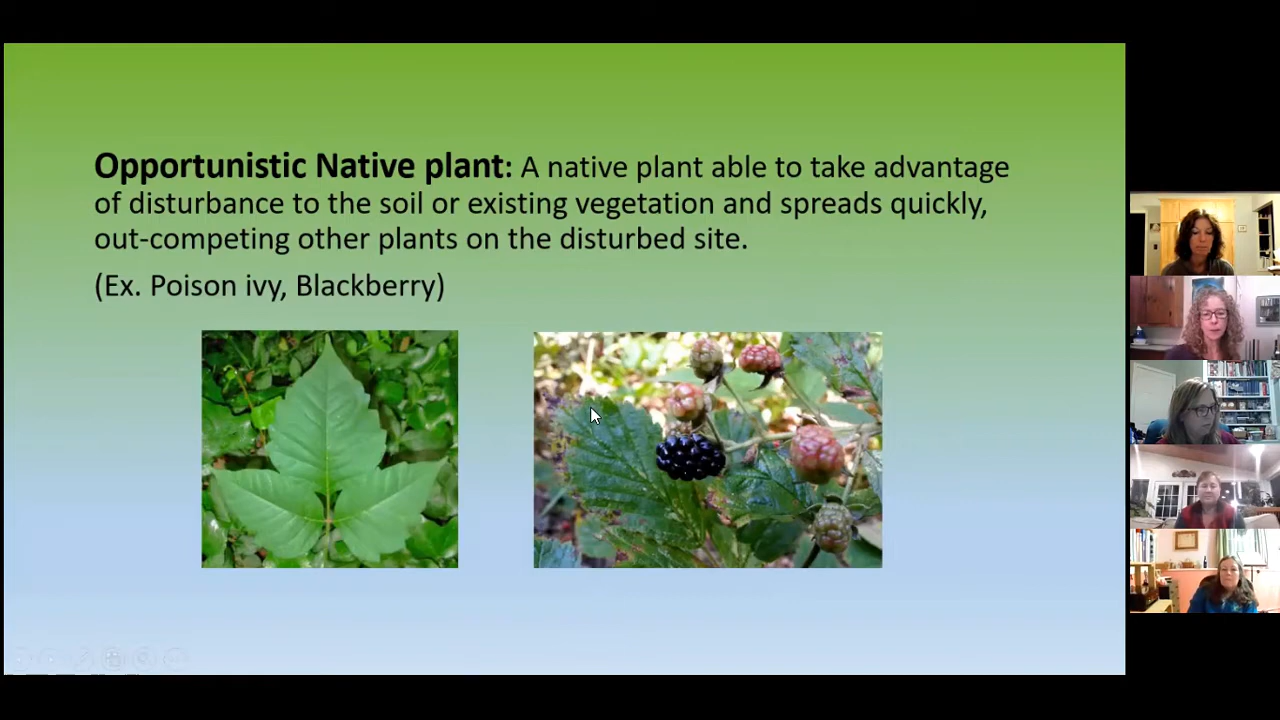 Opportunistic Native plant: A native plant able to take advantage
of disturbance to the soil or existing vegetation and spreads quickly,
out-competing other plants on the disturbed site.
(Ex. Poison ivy, Blackberry)